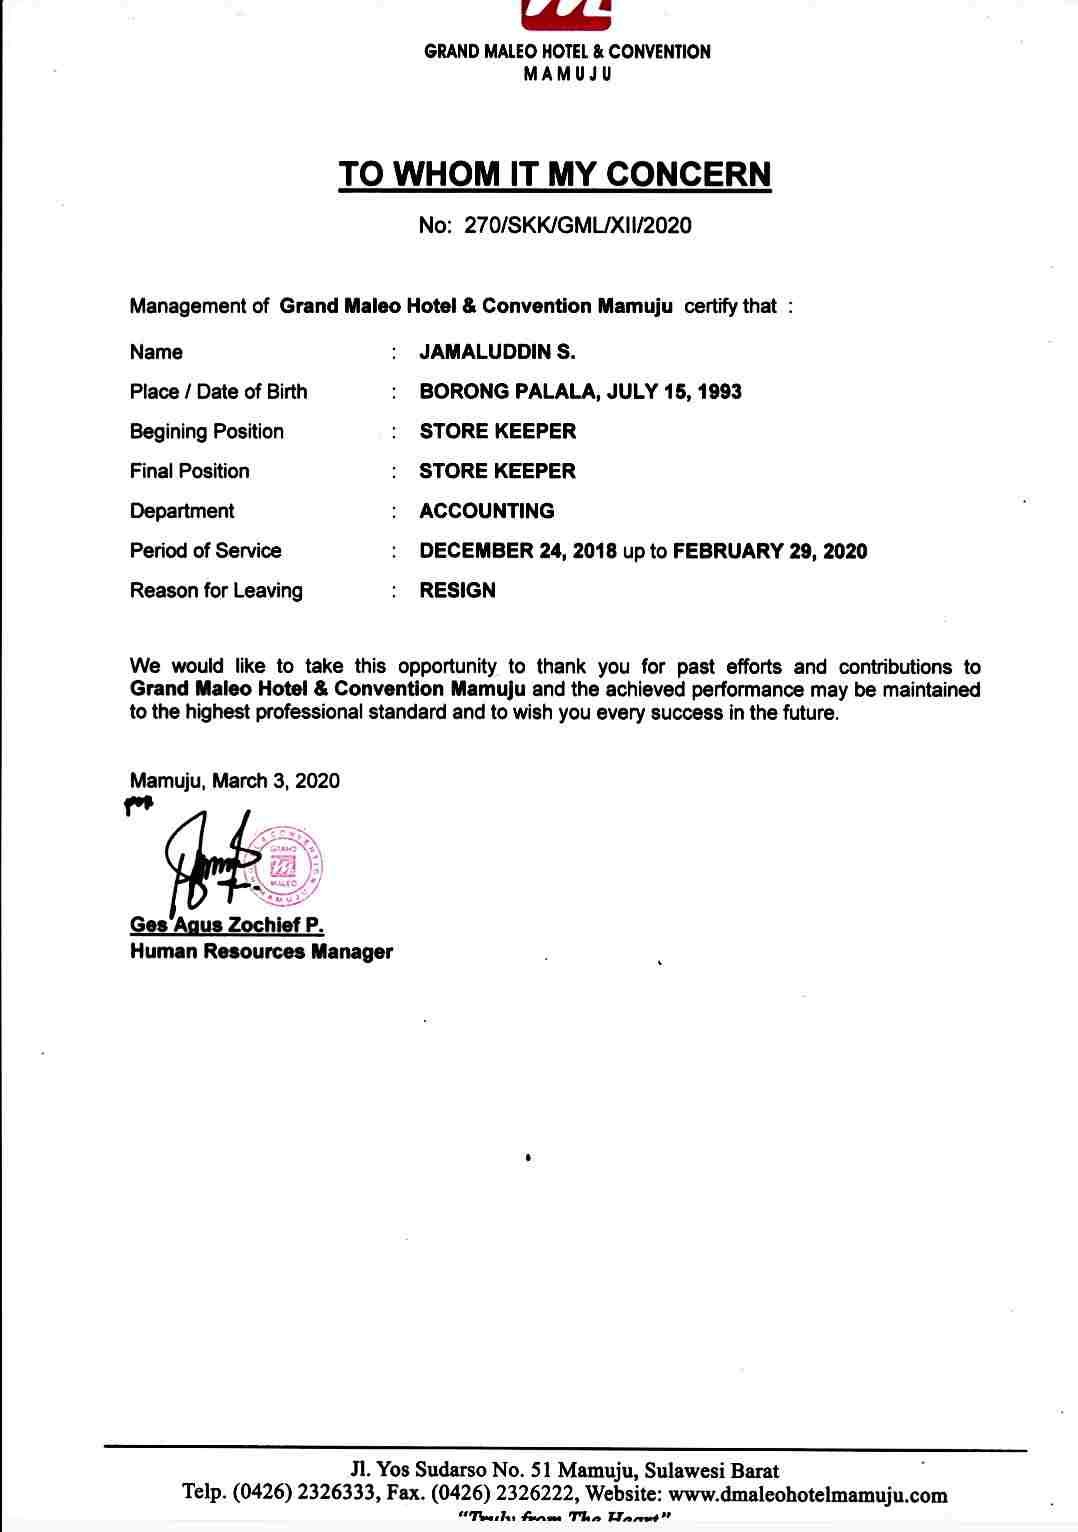 GRAND MALEO HOTEL & CONVENTION
MAMUJU
TO WHOM IT MY CONCERN
No: 270/SKK/GML/XII/2020
Management of Grand Maleo Hotel & Convention Mamuju certify that :
Name : JAMALUDDIN S.
Place / Date of Birth : BORONG PALALA, JULY 15, 1993
Begining Position : STORE KEEPER
Final Position : STORE KEEPER
Department : ACCOUNTING
Period of Service : DECEMBER 24, 2018 up to FEBRUARY 29, 2020
Reason for Leaving : RESIGN
We would like to take this opportunity to thank you for past efforts and contributions to
Grand Maleo Hotel & Convention Mamuju and the achieved performance may be maintained
to the highest professional standard and to wish you every success in the future.
Mamuju, March 3, 2020
GRAND
MALEO
Ges Agus Zochief P.
Human Resources Manager
Jl. Yos Sudarso No. 51 Mamuju, Sulawesi Barat
Telp. (0426) 2326333, Fax. (0426) 2326222, Website: www.dmaleohotelmamuju.com
"Truly from The Heart"